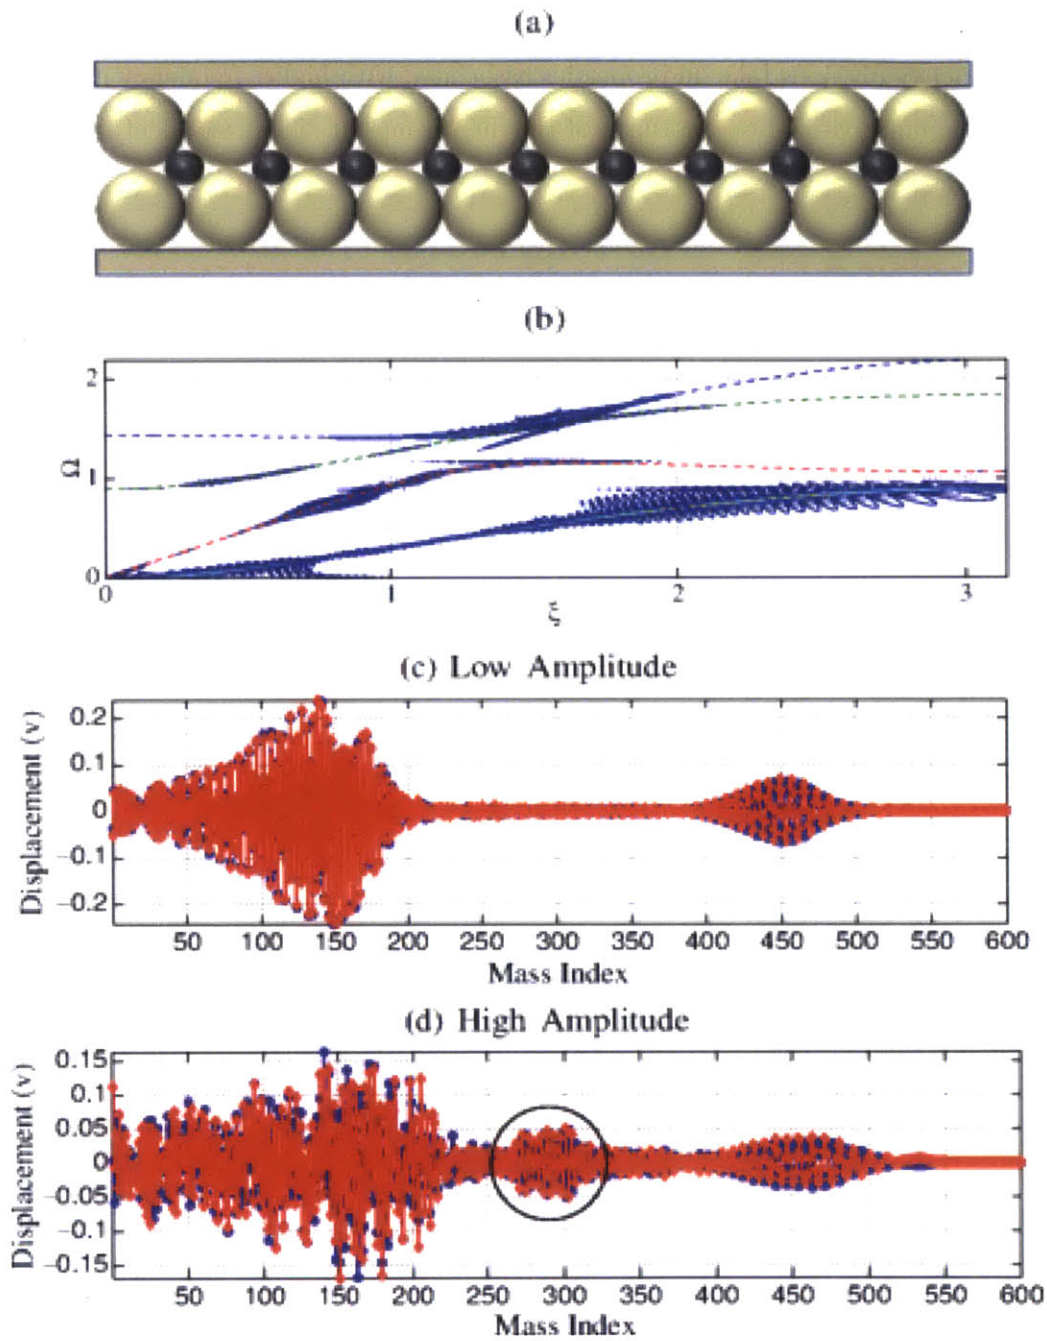 (a)
(b)
2
Ω
1
0
0 1 2 3
ξ
(c) Low Amplitude
Displacement (v)
0.2
0.1
0
−0.1
−0.2
50 100 150 200 250 300 350 400 450 500 550 600
Mass Index
(d) High Amplitude
Displacement (v)
0.15
0.1
0.05
0
−0.05
−0.1
−0.15
50 100 150 200 250 300 350 400 450 500 550 600
Mass Index